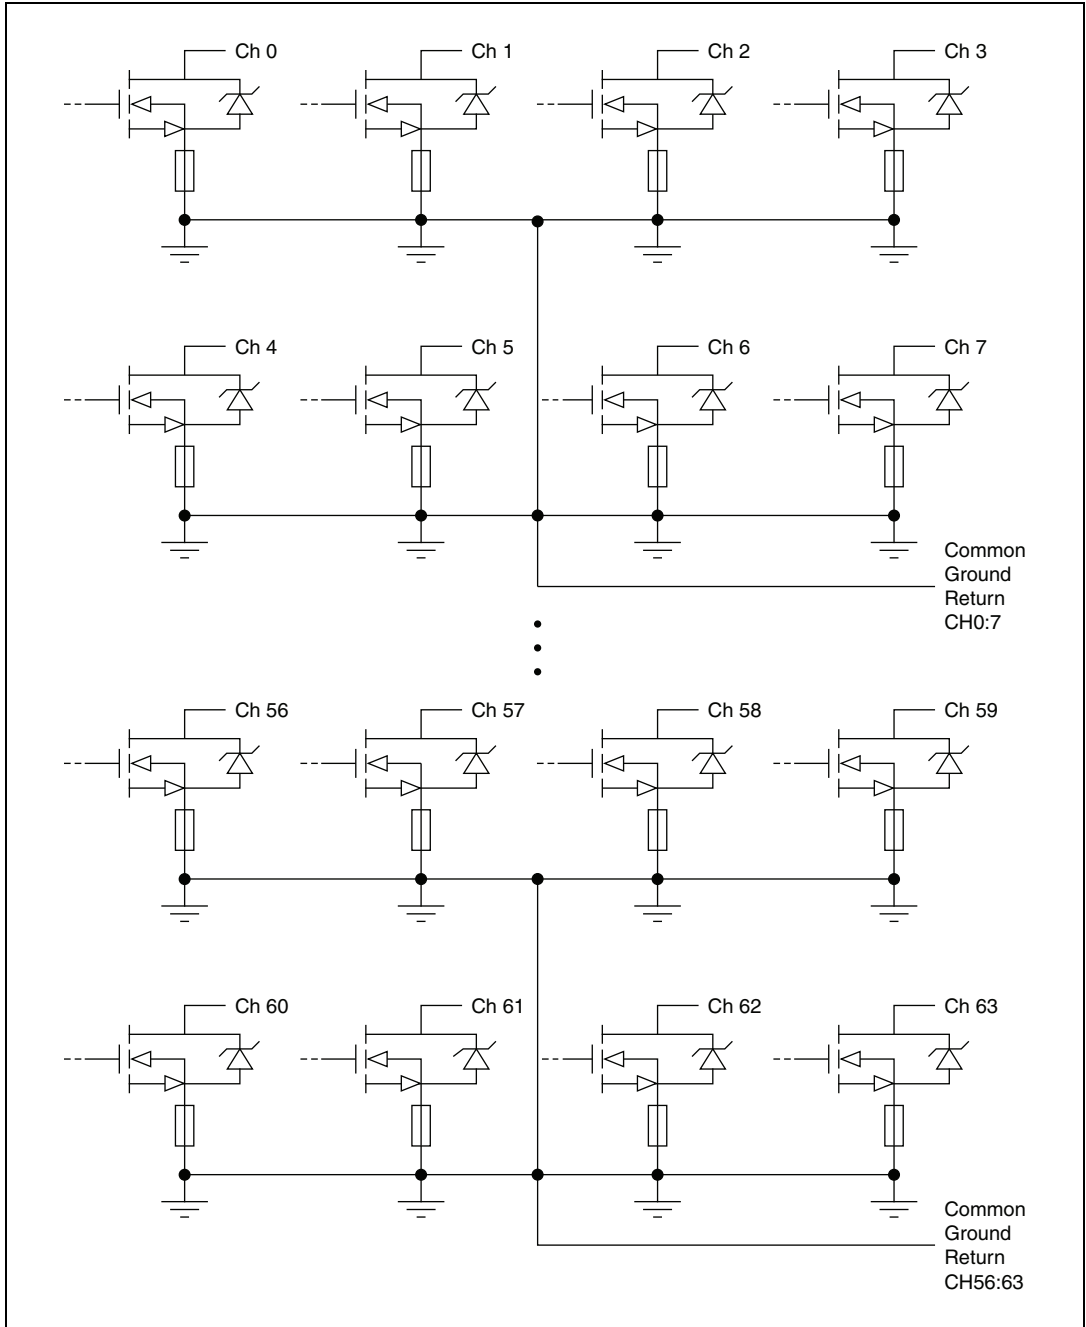 Ch 0
Ch 1
Ch 2
Ch 3
Ch 4
Ch 5
Ch 6
Ch 7
Common
Ground
Return
CH0:7
Ch 56
Ch 57
Ch 58
Ch 59
Ch 60
Ch 61
Ch 62
Ch 63
Common
Ground
Return
CH56:63